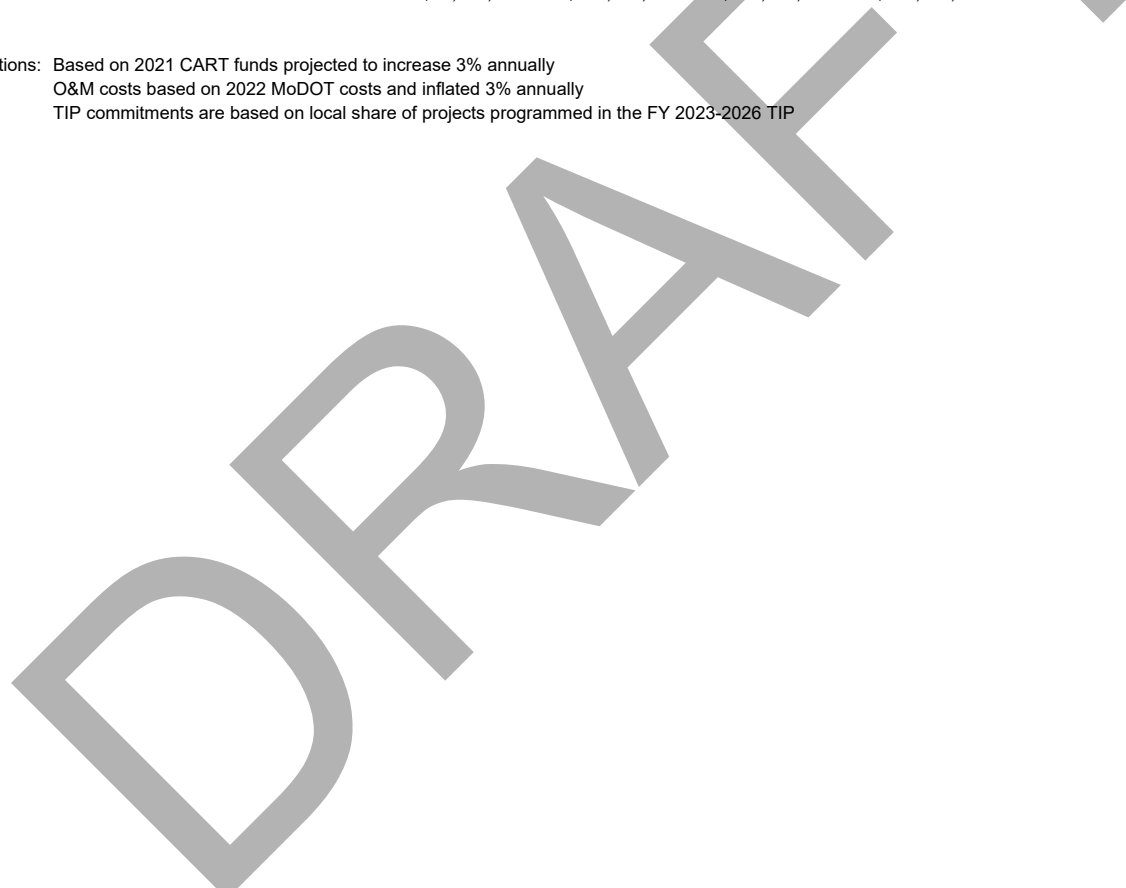 tions: Based on 2021 CART funds projected to increase 3% annually
O&M costs based on 2022 MoDOT costs and inflated 3% annually
TIP commitments are based on local share of projects programmed in the FY 2023-2026 TIP
DRAF